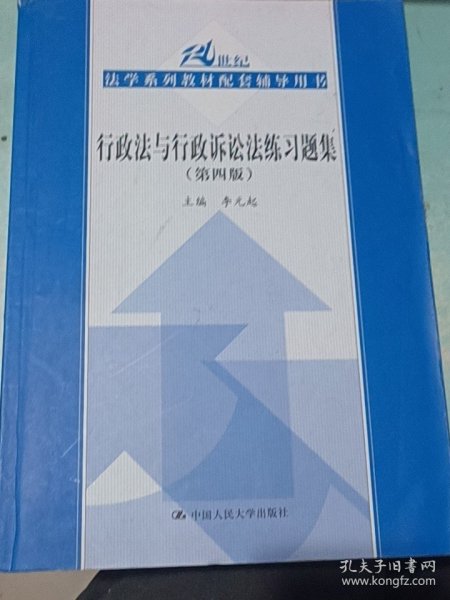 21世纪
法学系列教材配套辅导用书
行政法与行政诉讼法练习题集
（第四版）
主编 李元起
中国人民大学出版社
孔夫子旧书网
www.kongfz.com